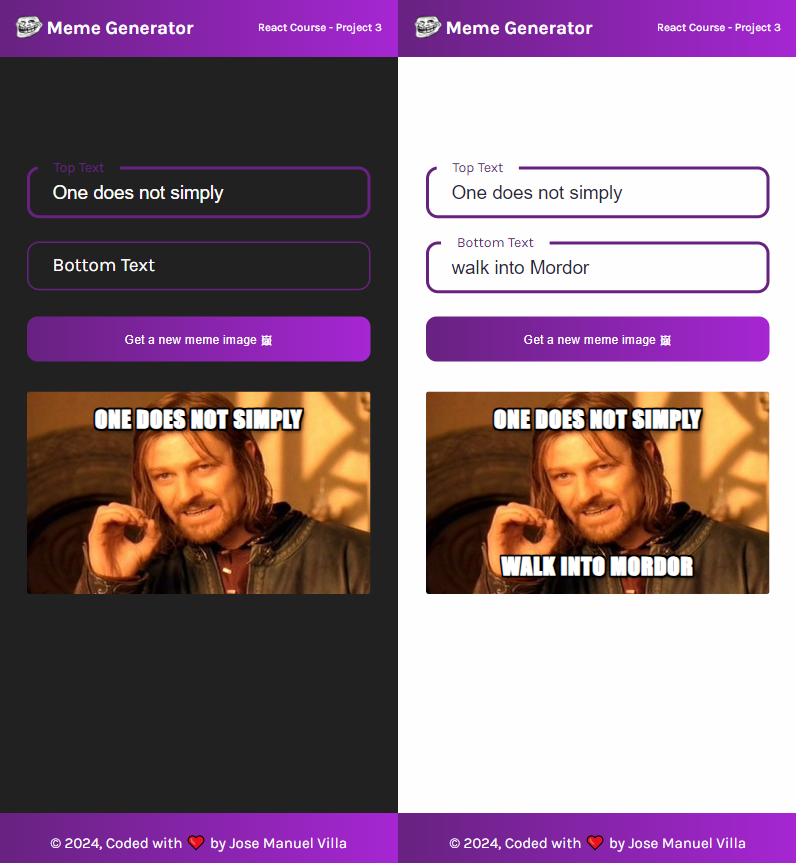 Meme Generator
React Course - Project 3
Top Text
One does not simply
Bottom Text
Get a new meme image 🖼
ONE DOES NOT SIMPLY
© 2024, Coded with ❤️ by Jose Manuel Villa
Meme Generator
React Course - Project 3
Top Text
One does not simply
Bottom Text
walk into Mordor
Get a new meme image 🖼
ONE DOES NOT SIMPLY
WALK INTO MORDOR
© 2024, Coded with ❤️ by Jose Manuel Villa